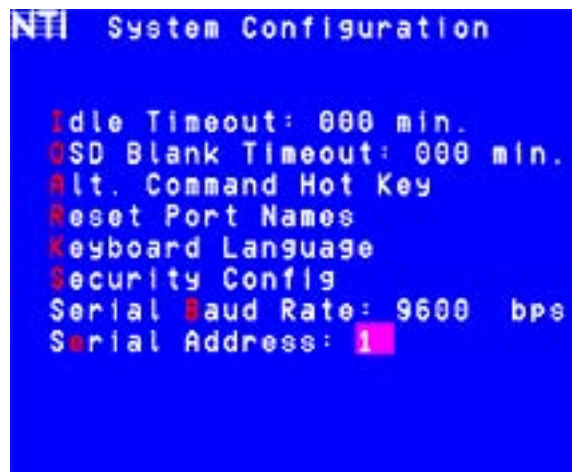 NTI System Configuration
Idle Timeout: 000 min.
OSD Blank Timeout: 000 min.
Alt. Command Hot Key
Reset Port Names
Keyboard Language
Security Config
Serial Baud Rate: 9600 bps
Serial Address: 1